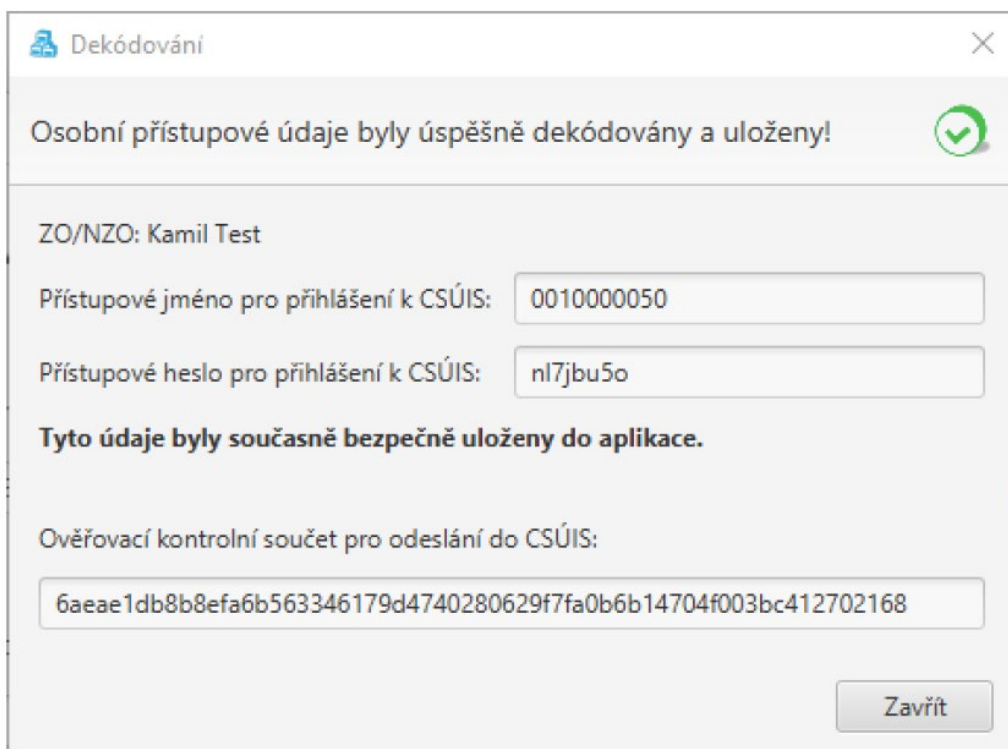 Dekódování
Osobní přístupové údaje byly úspěšně dekódovány a uloženy!
ZO/NZO: Kamil Test
Přístupové jméno pro přihlášení k CSÚIS: 0010000050
Přístupové heslo pro přihlášení k CSÚIS: nl7jbu5o
Tyto údaje byly současně bezpečně uloženy do aplikace.
Ověřovací kontrolní součet pro odeslání do CSÚIS:
6aeae1db8b8efa6b563346179d4740280629f7fa0b6b14704f003bc412702168
Zavřít